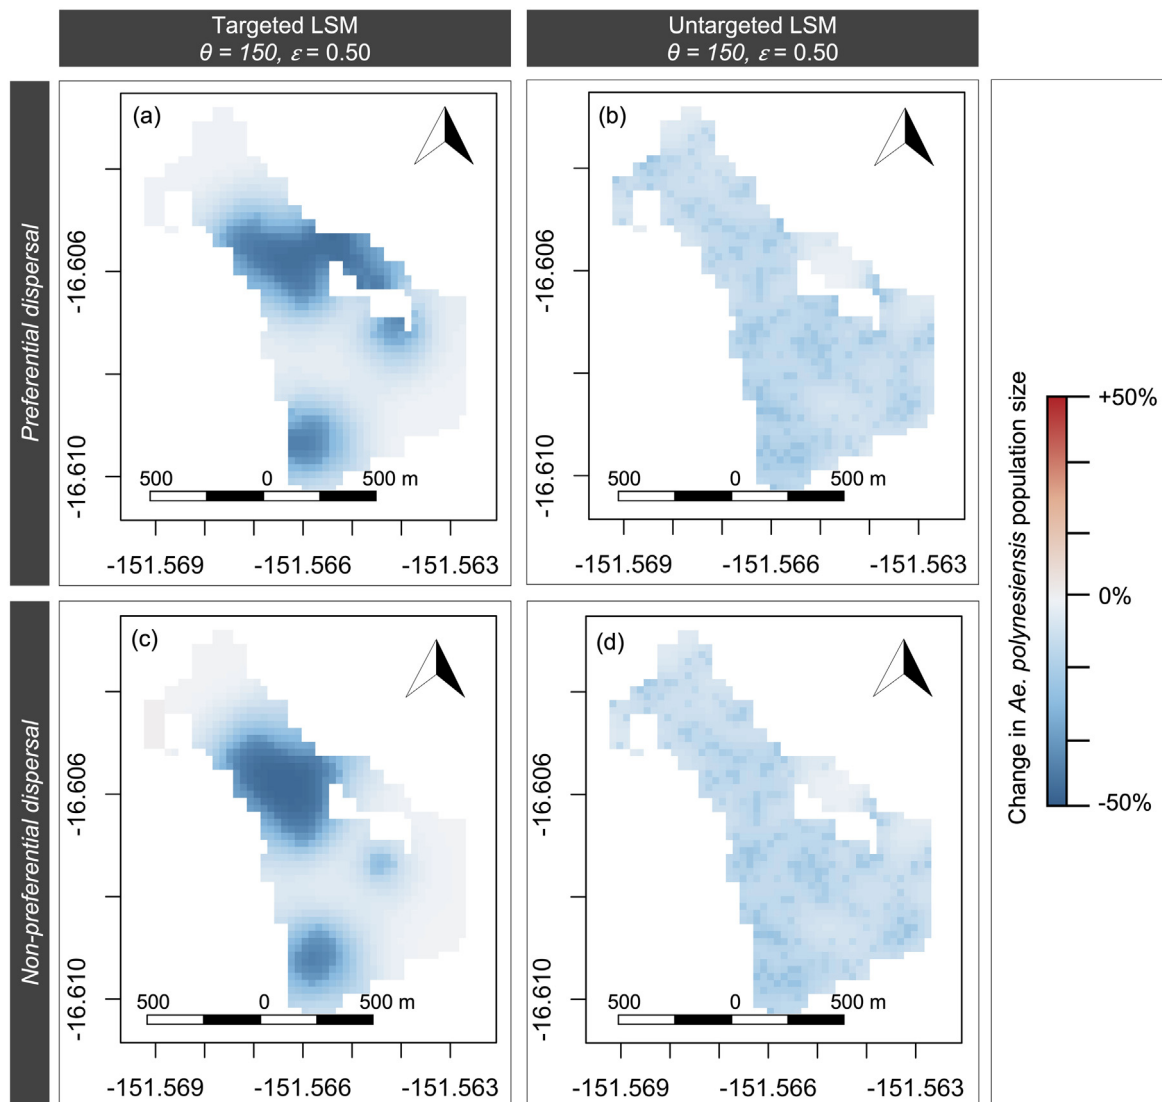 Targeted LSM
θ = 150, ε = 0.50
Untargeted LSM
θ = 150, ε = 0.50
Preferential dispersal
(a)
-16.606
-16.610
500 0 500 m
-151.569 -151.566 -151.563
(b)
-16.606
-16.610
500 0 500 m
-151.569 -151.566 -151.563
Non-preferential dispersal
(c)
-16.606
-16.610
500 0 500 m
-151.569 -151.566 -151.563
(d)
-16.606
-16.610
500 0 500 m
-151.569 -151.566 -151.563
Change in Ae. polynesiensis population size
+50%
0%
-50%